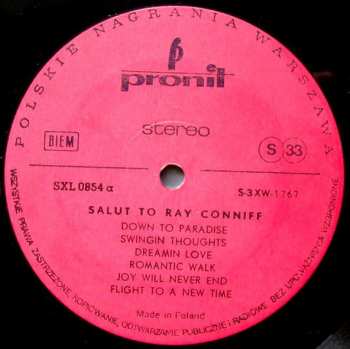 POLSKIE NAGRANIA WARSZAWA
pronit
stereo
BIEM
S 33
SXL 0854 a
S-3XW-1767
SALUT TO RAY CONNIFF
DOWN TO PARADISE
SWINGIN THOUGHTS
DREAMIN LOVE
ROMANTIC WALK
JOY WILL NEVER END
FLIGHT TO A NEW TIME
Made in Poland
WSZYSTKIE PRAWA ZASTRZEŻONE, KOPIOWANIE, ODTWARZANIE PUBLICZNE I RADIOWE BEZ UPOWAŻNIENIA WZBRONIONE